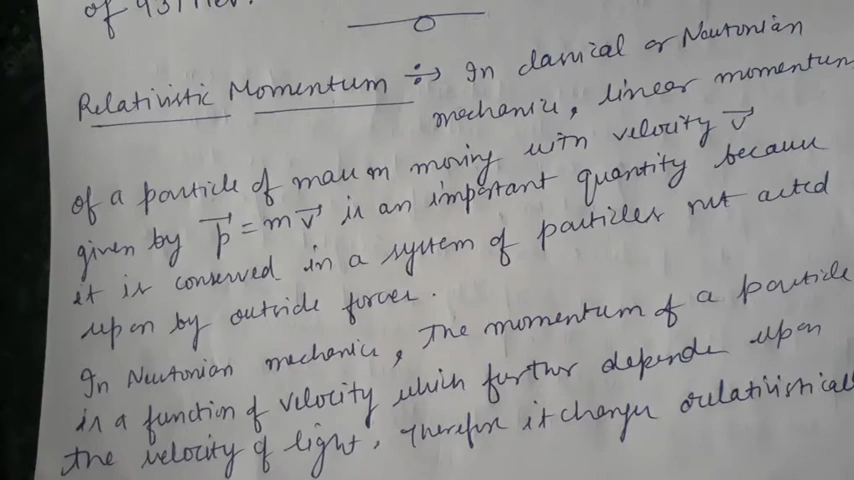 of
Relativistic Momentum ÷→ In classical or Newtonian
mechanics, linear momentum
of a particle of mass m moving with velocity v⃗
given by p⃗ = m v⃗ is an important quantity because
it is conserved in a system of particles not acted
upon by outside forces.
In Newtonian mechanics, the momentum of a particle
is a function of velocity which further depends upon
the velocity of light, therefore it changes relativistical